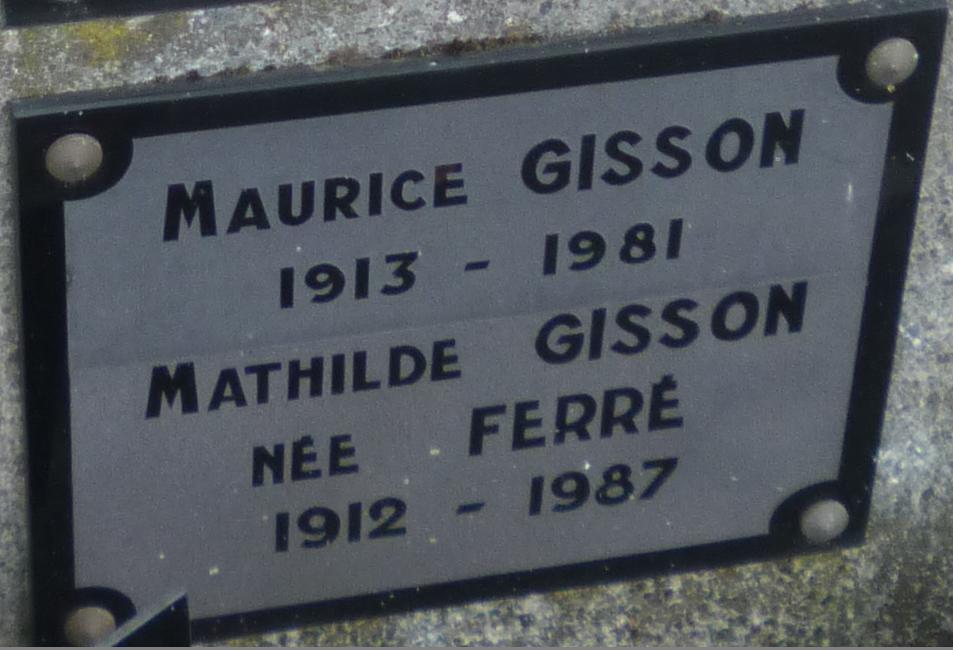 MAURICE GISSON
1913 - 1981
MATHILDE GISSON
NÉE FERRÉ
1912 - 1987